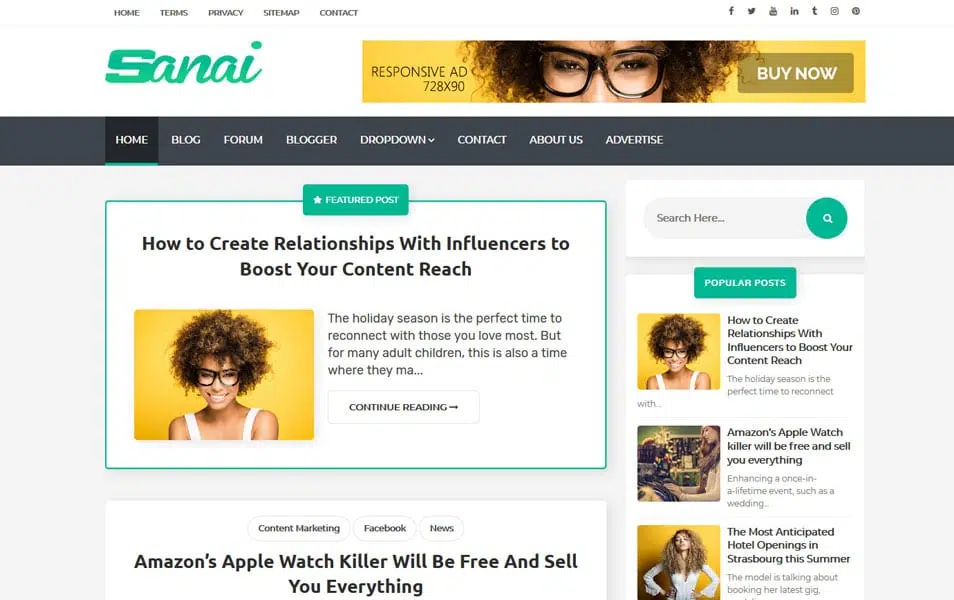 HOME TERMS PRIVACY SITEMAP CONTACT
Sanai
RESPONSIVE AD
728X90
BUY NOW
HOME BLOG FORUM BLOGGER DROPDOWN CONTACT ABOUT US ADVERTISE
FEATURED POST
How to Create Relationships With Influencers to
Boost Your Content Reach
The holiday season is the perfect time to
reconnect with those you love most. But
for many adult children, this is also a time
where they ma...
CONTINUE READING
Content Marketing Facebook News
Amazon’s Apple Watch Killer Will Be Free And Sell
You Everything
Search Here...
POPULAR POSTS
How to Create
Relationships With
Influencers to Boost Your
Content Reach
The holiday season is the
perfect time to reconnect
with...
Amazon's Apple Watch
killer will be free and sell
you everything
Enhancing a once-in-
a-lifetime event, such as a
wedding...
The Most Anticipated
Hotel Openings in
Strasbourg this Summer
The model is talking about
booking her latest gig,